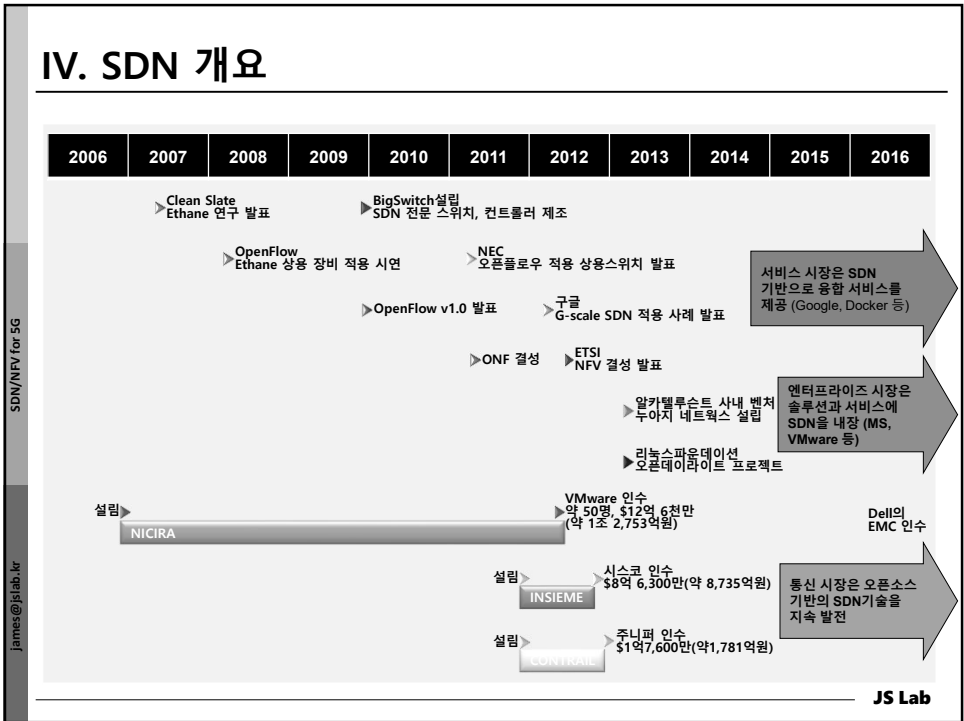 IV. SDN 개요
2006 2007 2008 2009 2010 2011 2012 2013 2014 2015 2016
Clean Slate
Ethane 연구 발표
BigSwitch설립
SDN 전문 스위치, 컨트롤러 제조
OpenFlow
Ethane 상용 장비 적용 시연
NEC
오픈플로우 적용 상용스위치 발표
서비스 시장은 SDN
기반으로 융합 서비스를
제공 (Google, Docker 등)
OpenFlow v1.0 발표
구글
G-scale SDN 적용 사례 발표
ONF 결성
ETSI
NFV 결성 발표
알카텔루슨트 사내 벤처
누아지 네트웍스 설립
엔터프라이즈 시장은
솔루션과 서비스에
SDN을 내장 (MS,
VMware 등)
리눅스파운데이션
오픈데이라이트 프로젝트
설립
NICIRA
VMware 인수
약 50명, $12억 6천만
(약 1조 2,753억원)
Dell의
EMC 인수
설립
INSIEME
시스코 인수
$8억 6,300만(약 8,735억원)
통신 시장은 오픈소스
기반의 SDN기술을
지속 발전
설립
CONTRAIL
주니퍼 인수
$1억7,600만(약1,781억원)
SDN/NFV for 5G
james@jslab.kr
JS Lab